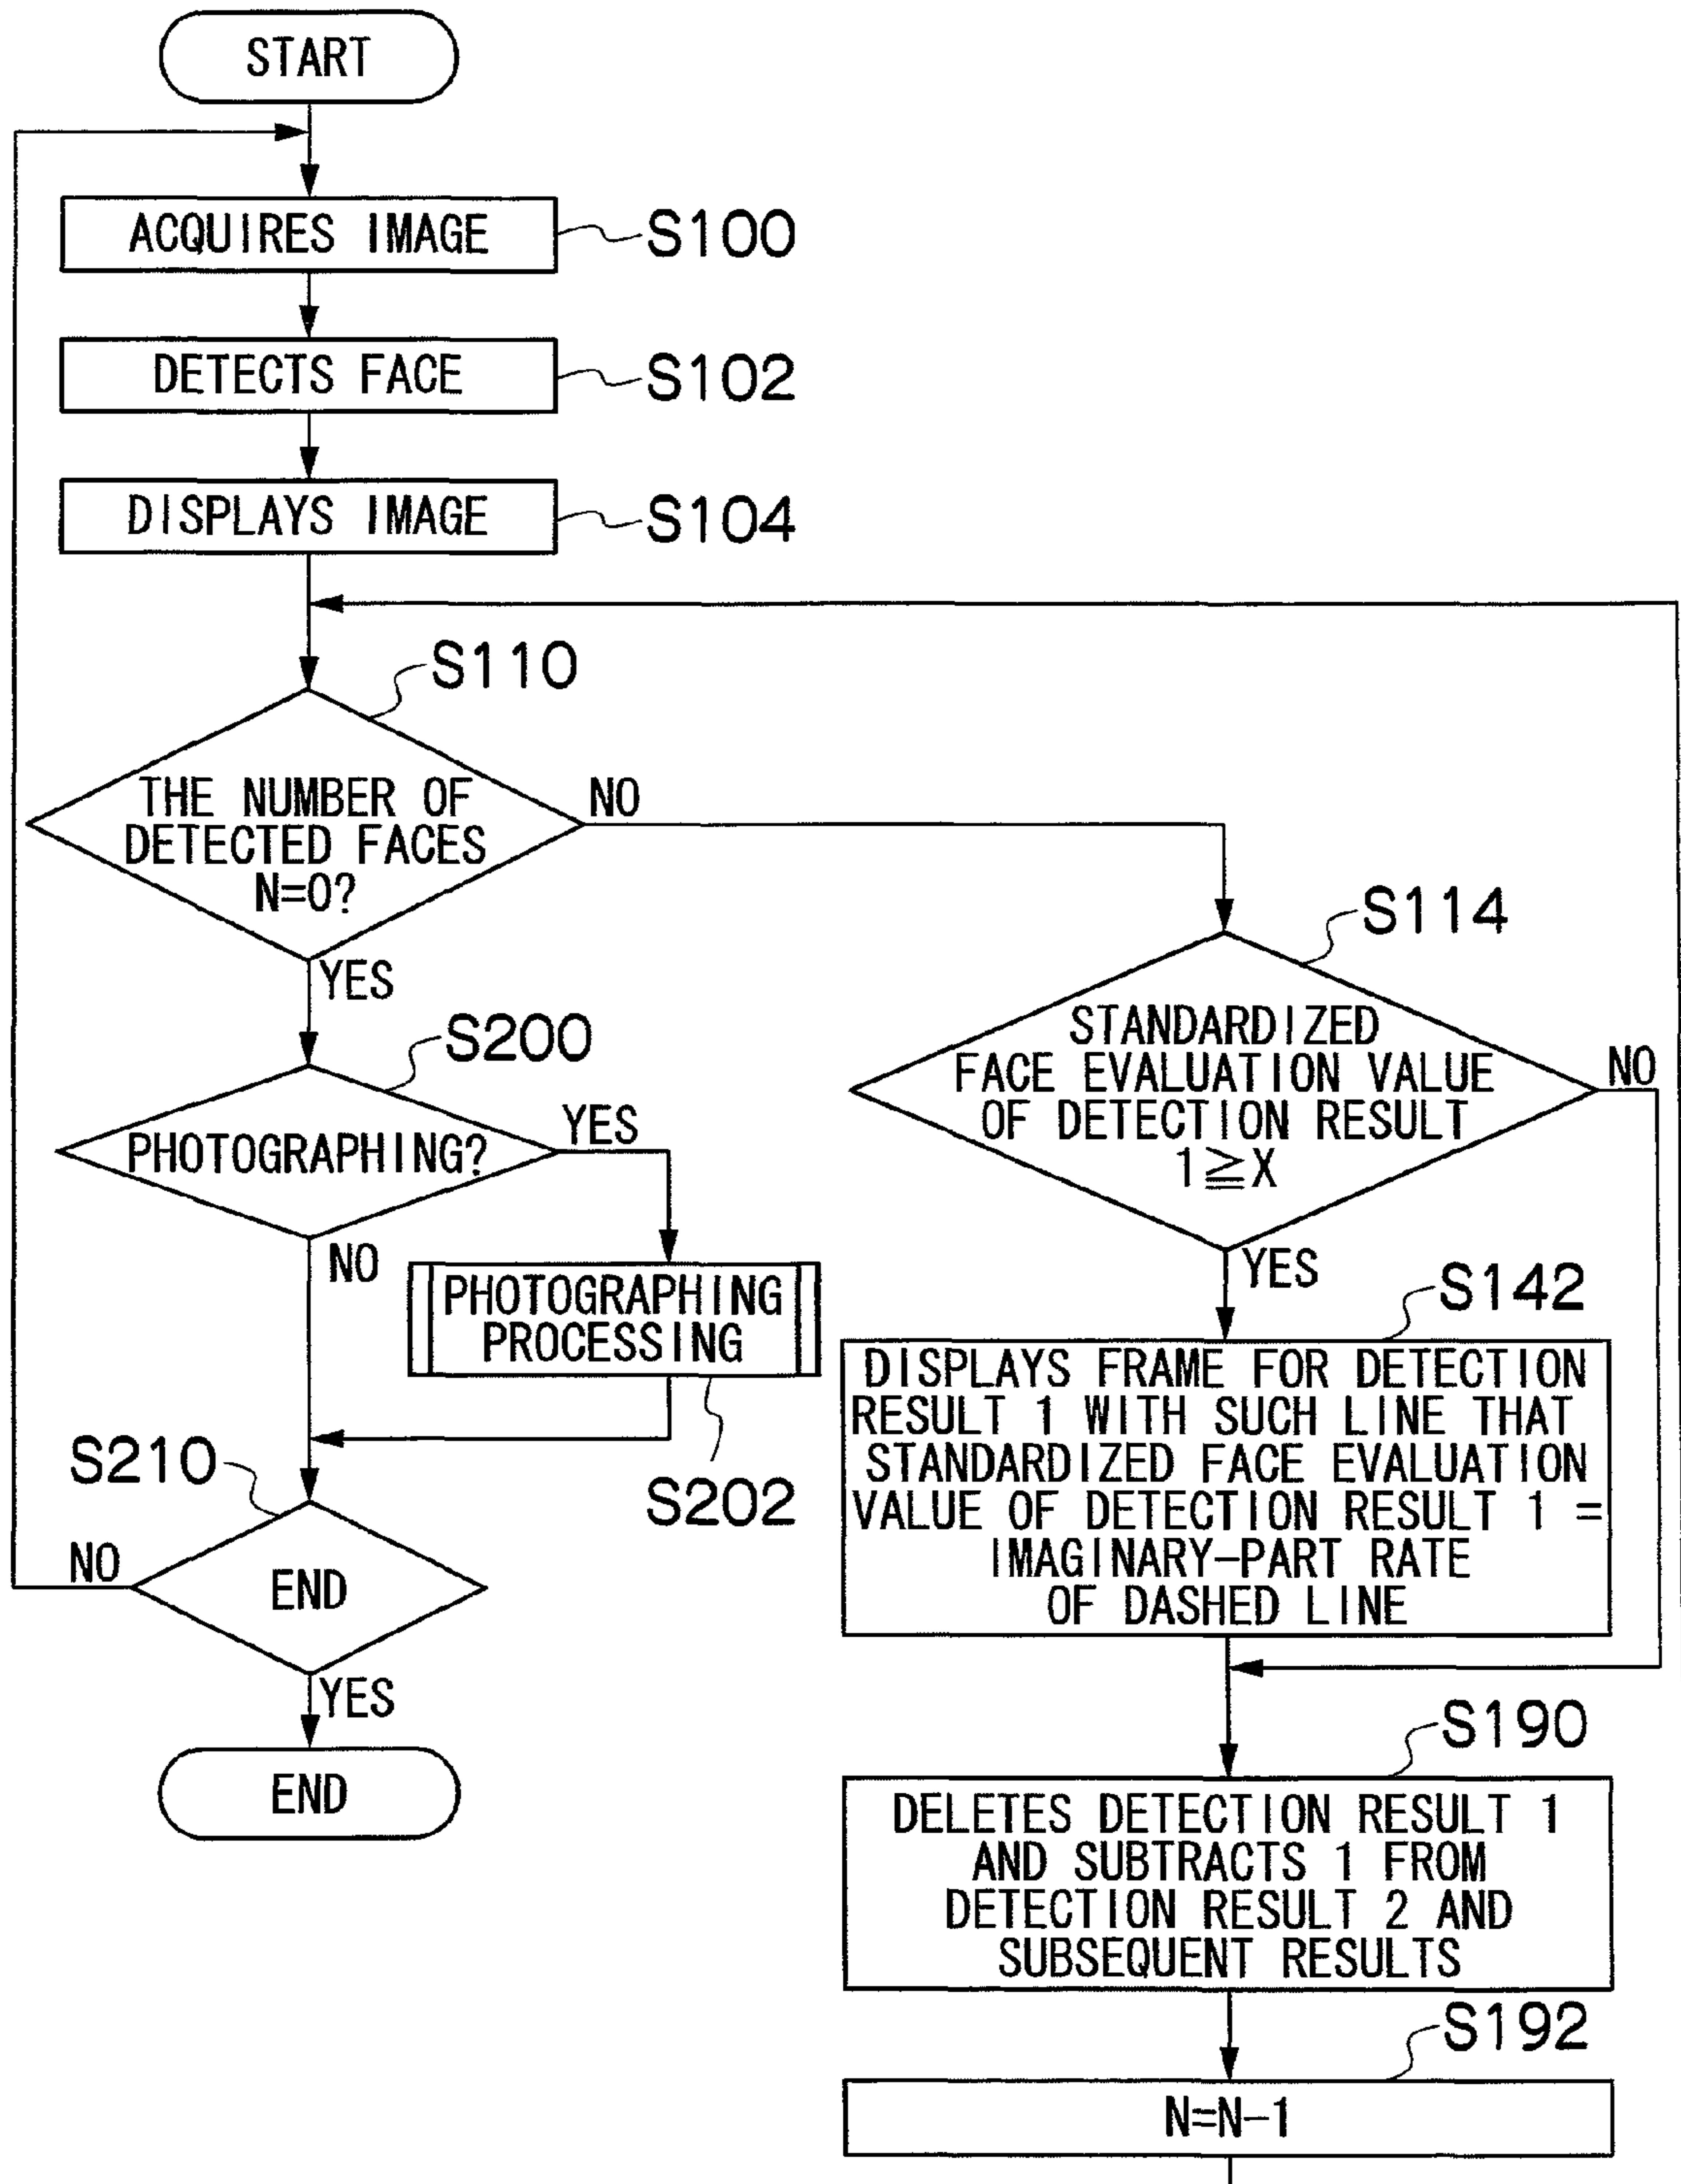 START
ACQUIRES IMAGE
S100
DETECTS FACE
S102
DISPLAYS IMAGE
S104
S110
THE NUMBER OF
DETECTED FACES
N=0?
NO
YES
S200
PHOTOGRAPHING?
YES
NO
PHOTOGRAPHING
PROCESSING
S202
S210
END
NO
YES
END
S114
STANDARDIZED
FACE EVALUATION VALUE
OF DETECTION RESULT
1≧X
NO
YES
S142
DISPLAYS FRAME FOR DETECTION
RESULT 1 WITH SUCH LINE THAT
STANDARDIZED FACE EVALUATION
VALUE OF DETECTION RESULT 1 =
IMAGINARY-PART RATE
OF DASHED LINE
S190
DELETES DETECTION RESULT 1
AND SUBTRACTS 1 FROM
DETECTION RESULT 2 AND
SUBSEQUENT RESULTS
S192
N=N-1